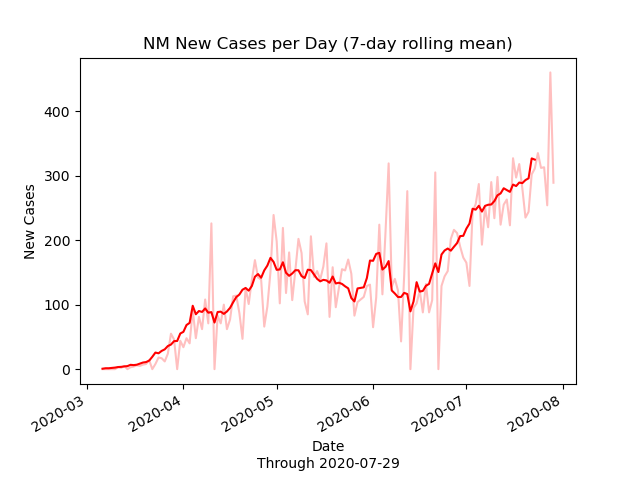 NM New Cases per Day (7-day rolling mean)
New Cases
400
300
200
100
0
2020-03
2020-04
2020-05
2020-06
2020-07
2020-08
Date
Through 2020-07-29